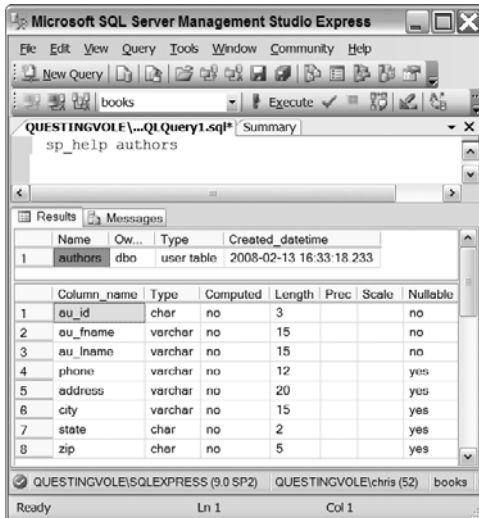 Microsoft SQL Server Management Studio Express
File Edit View Query Tools Window Community Help
New Query
books Execute
QUESTINGVOLE\...QLQuery1.sql* Summary
sp_help authors
Results Messages
Name Ow... Type Created_datetime
1 authors dbo user table 2008-02-13 16:33:18.233
Column_name Type Computed Length Prec Scale Nullable
1 au_id char no 3 no
2 au_fname varchar no 15 no
3 au_lname varchar no 15 no
4 phone varchar no 12 yes
5 address varchar no 20 yes
6 city varchar no 15 yes
7 state char no 2 yes
8 zip char no 5 yes
QUESTINGVOLE\SQLEXPRESS (9.0 SP2) QUESTINGVOLE\chris (52) books
Ready Ln 1 Col 1